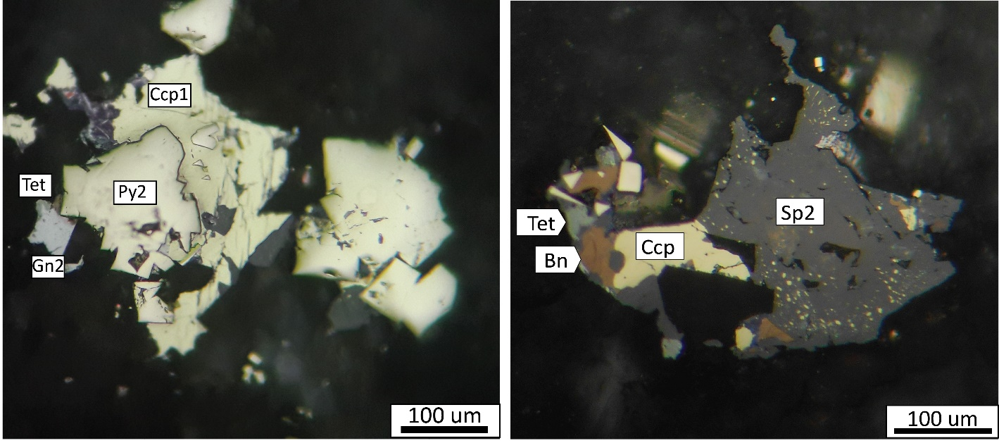 Ccp1
Tet
Py2
Gn2
100 um
Sp2
Tet
Ccp
Bn
100 um